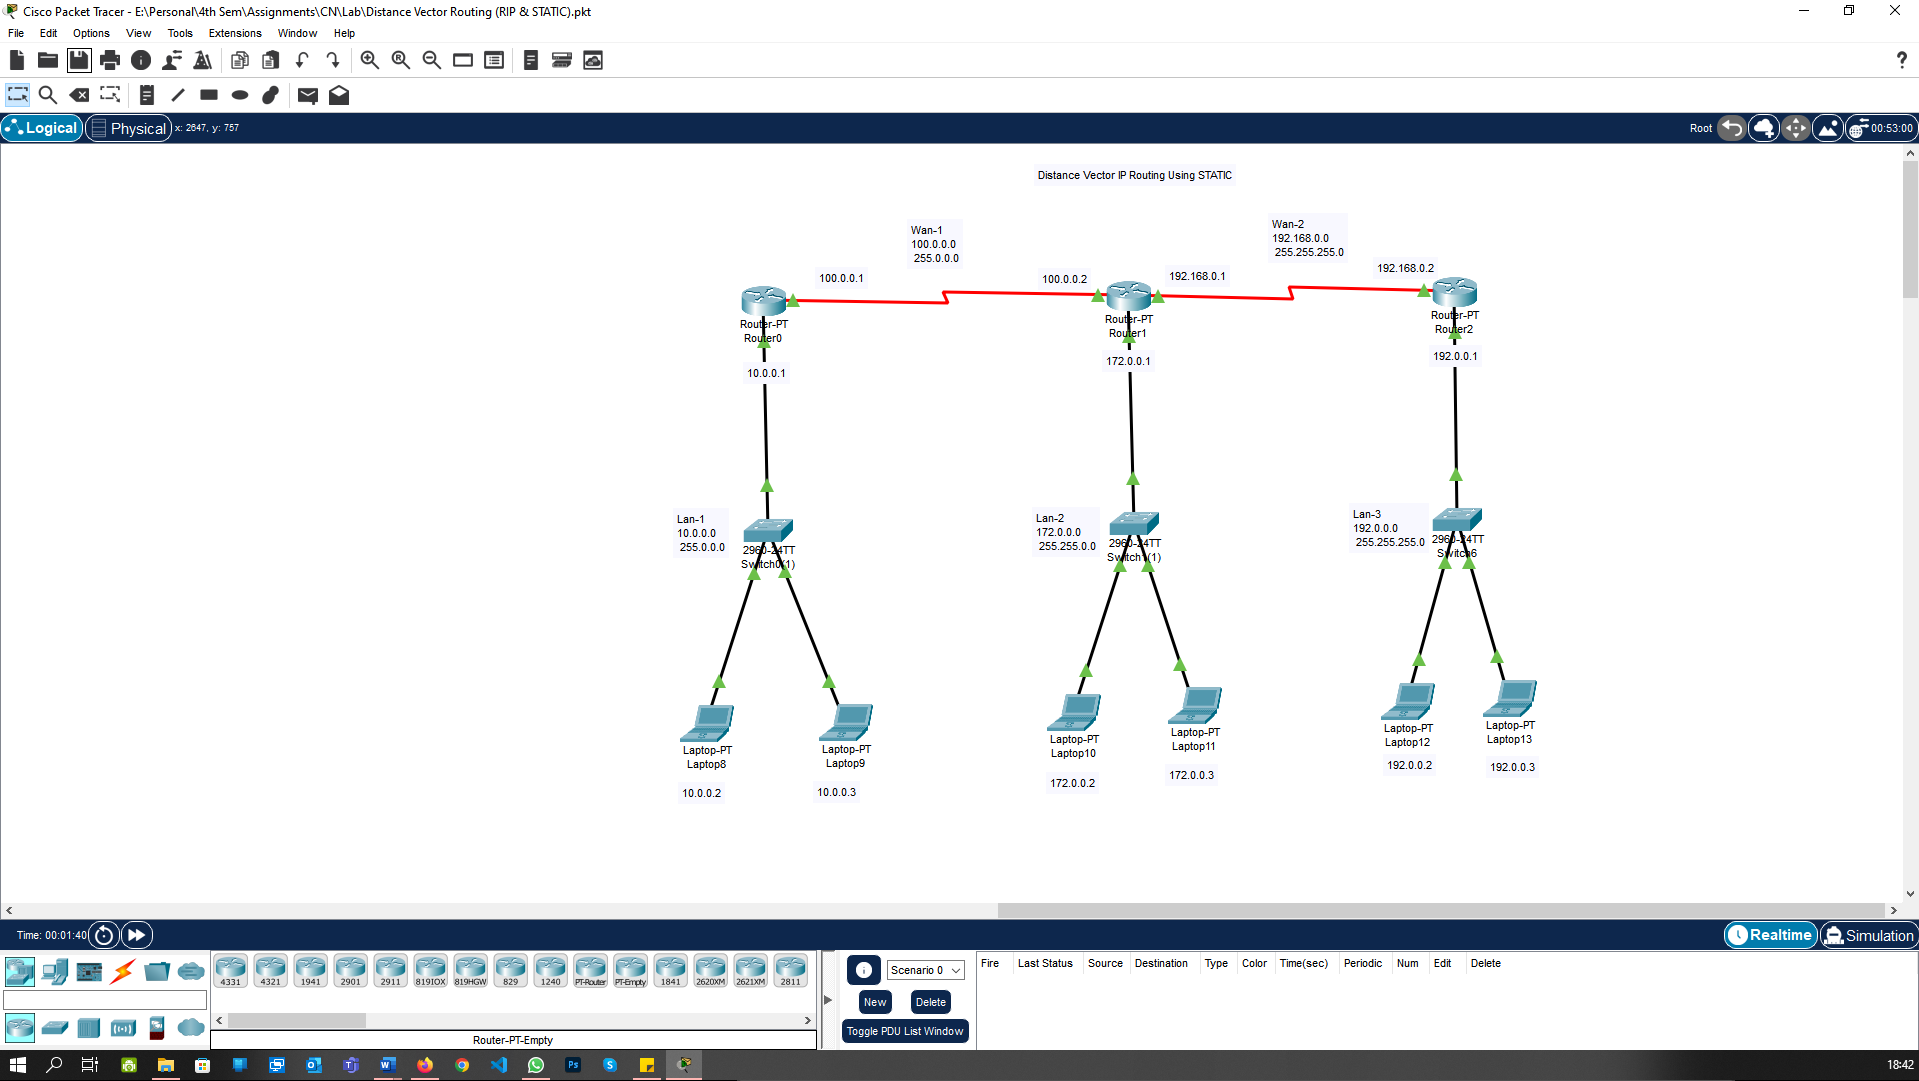 Cisco Packet Tracer - E:\Personal\4th Sem\Assignments\CN\Lab\Distance Vector Routing (RIP & STATIC).pkt
File Edit Options View Tools Extensions Window Help
?
Logical Physical x: 2647, y: 757 Root 00:53:00
Distance Vector IP Routing Using STATIC
Wan-1
100.0.0.0
255.0.0.0
Wan-2
192.168.0.0
255.255.255.0
100.0.0.1
100.0.0.2
192.168.0.1
192.168.0.2
Router-PT
Router0
Router-PT
Router1
Router-PT
Router2
10.0.0.1
172.0.0.1
192.0.0.1
Lan-1
10.0.0.0
255.0.0.0
2960-24TT
Switch0(1)
Lan-2
172.0.0.0
255.255.0.0
2960-24TT
Switch1(1)
Lan-3
192.0.0.0
255.255.255.0
2960-24TT
Switch6
Laptop-PT
Laptop8
Laptop-PT
Laptop9
Laptop-PT
Laptop10
Laptop-PT
Laptop11
Laptop-PT
Laptop12
Laptop-PT
Laptop13
10.0.0.2
10.0.0.3
172.0.0.2
172.0.0.3
192.0.0.2
192.0.0.3
Time: 00:01:40 Realtime Simulation
4331 4321 1941 2901 2911 819IOX 819HGW 829 1240 PT-Router PT-Empty 1841 2620XM 2621XM 2811
Router-PT-Empty
Scenario 0
New Delete
Toggle PDU List Window
Fire Last Status Source Destination Type Color Time(sec) Periodic Num Edit Delete
18:42